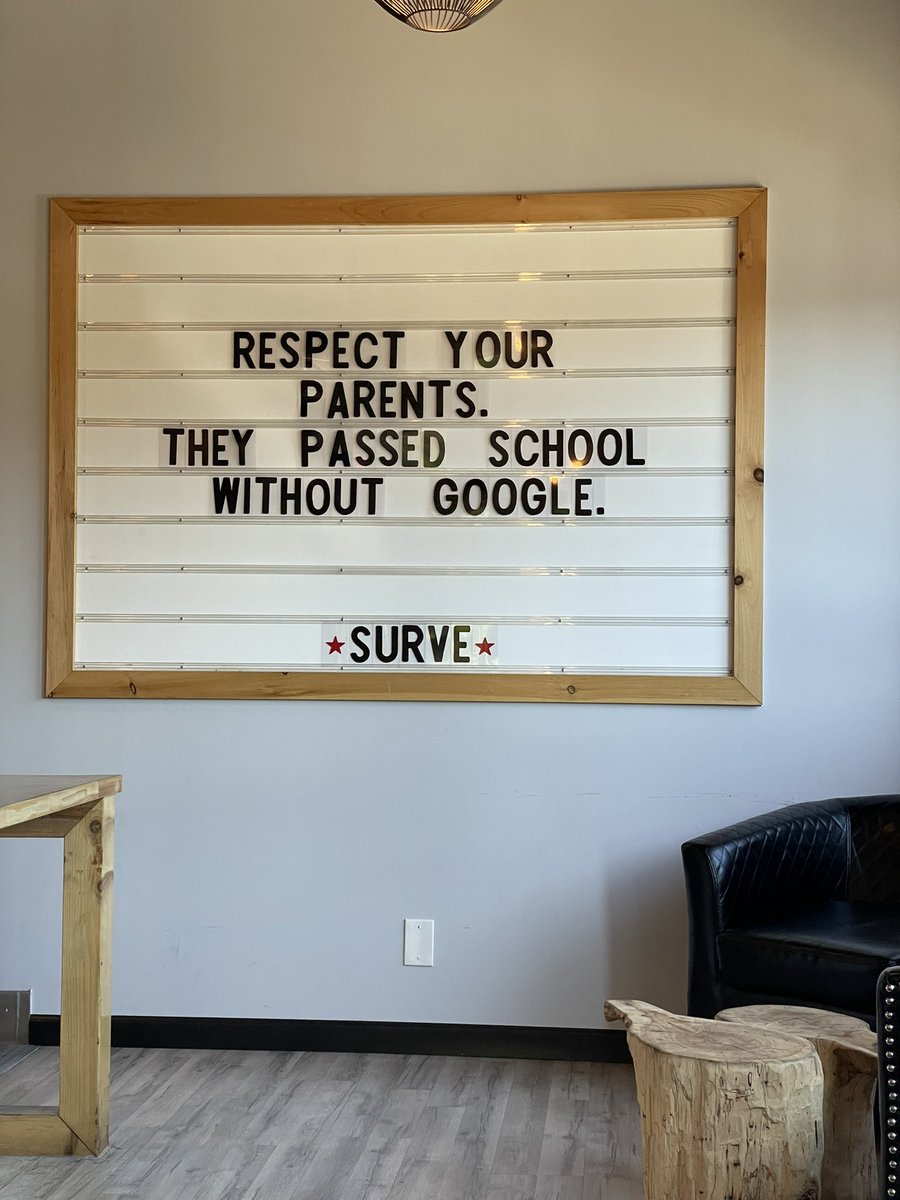 RESPECT YOUR
PARENTS.
THEY PASSED SCHOOL
WITHOUT GOOGLE.
★SURVE★